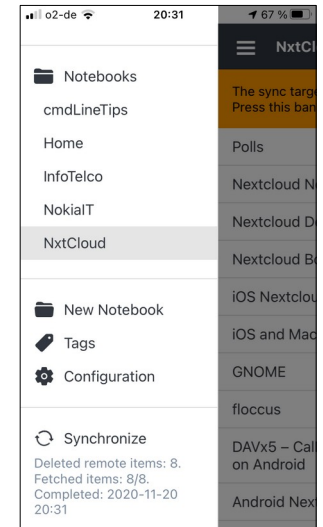 o2-de 20:31 67 %
NxtCl
The sync targe
Press this ban
Notebooks
cmdLineTips
Home
InfoTelco
NokiaIT
NxtCloud
New Notebook
Tags
Configuration
Synchronize
Deleted remote items: 8.
Fetched items: 8/8.
Completed: 2020-11-20
20:31
Polls
Nextcloud N
Nextcloud D
Nextcloud B
iOS Nextclou
iOS and Mac
GNOME
floccus
DAVx5 – Cal
on Android
Android Next